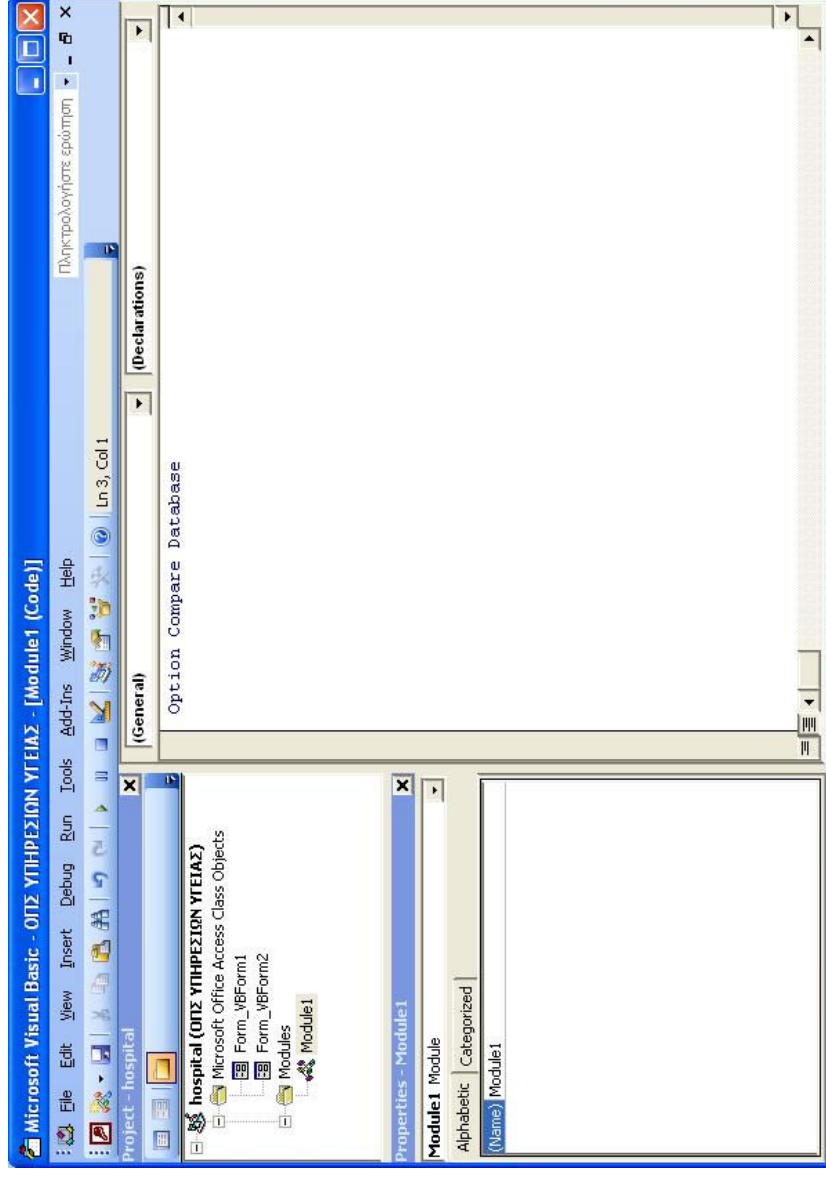 Microsoft Visual Basic - ΟΠΣ ΥΠΗΡΕΣΙΩΝ ΥΓΕΙΑΣ - [Module1 (Code)]
File Edit View Insert Debug Run Tools Add-Ins Window Help
Πληκτρολογήστε ερώτηση
Ln 3, Col 1
Project - hospital
hospital (ΟΠΣ ΥΠΗΡΕΣΙΩΝ ΥΓΕΙΑΣ)
Microsoft Office Access Class Objects
Form_VBForm1
Form_VBForm2
Modules
Module1
Properties - Module1
Module1 Module
Alphabetic Categorized
(Name) Module1
(General) (Declarations)
Option Compare Database